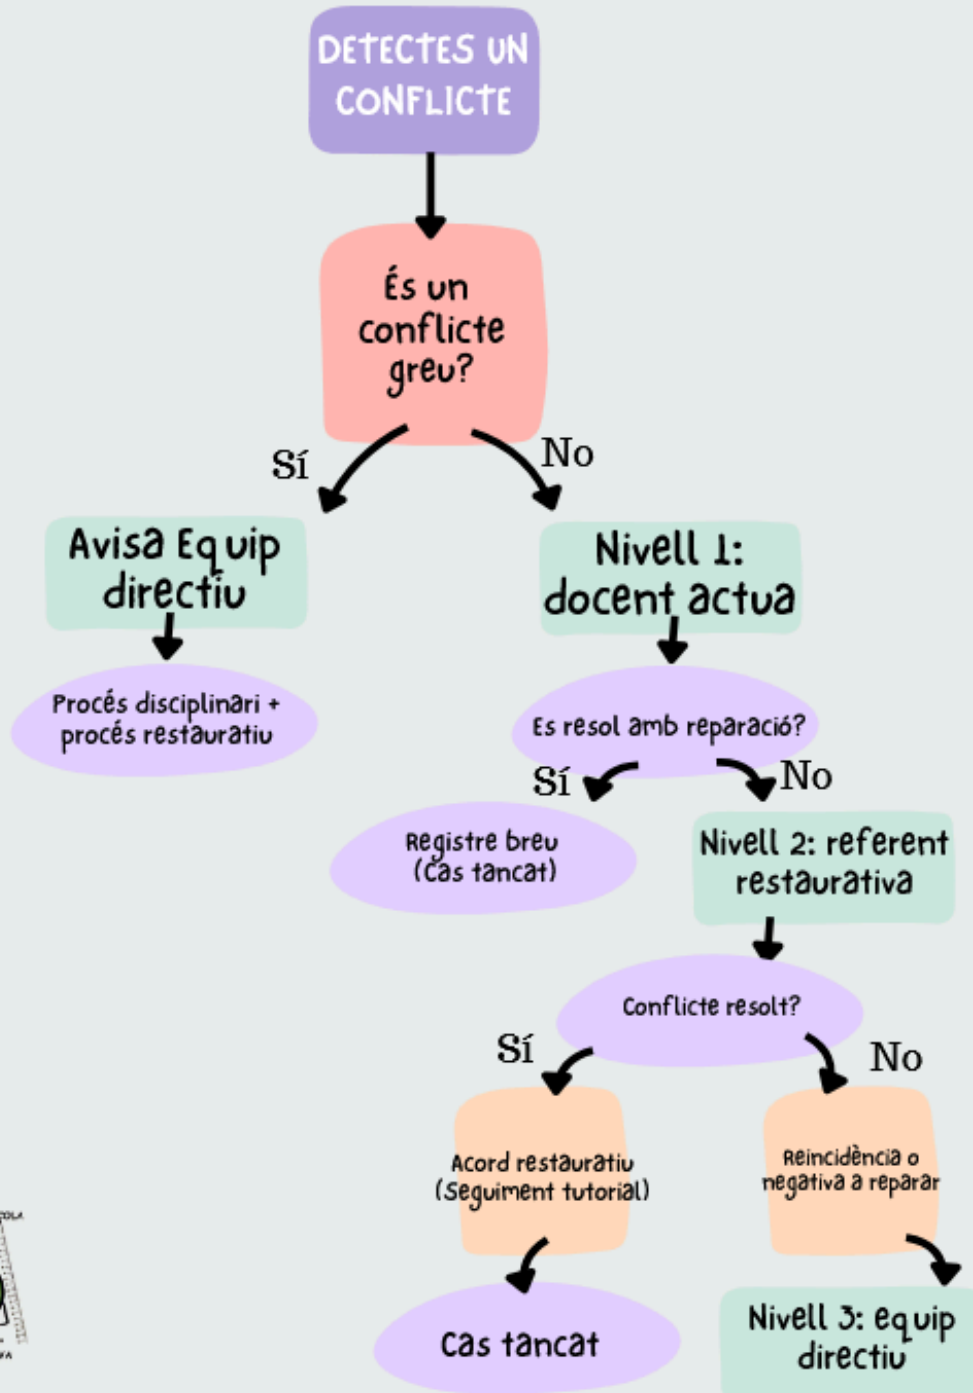 DETECTES UN
CONFLICTE
És un
conflicte
greu?
Sí
No
Avisa Equip
directiu
Nivell 1:
docent actua
Procés disciplinari +
procés restauratiu
Es resol amb reparació?
Sí
No
Registre breu
(Cas tancat)
Nivell 2: referent
restaurativa
Conflicte resolt?
Sí
No
Acord restauratiu
(Seguiment tutorial)
Reincidència o
negativa a reparar
Cas tancat
Nivell 3: equip
directiu